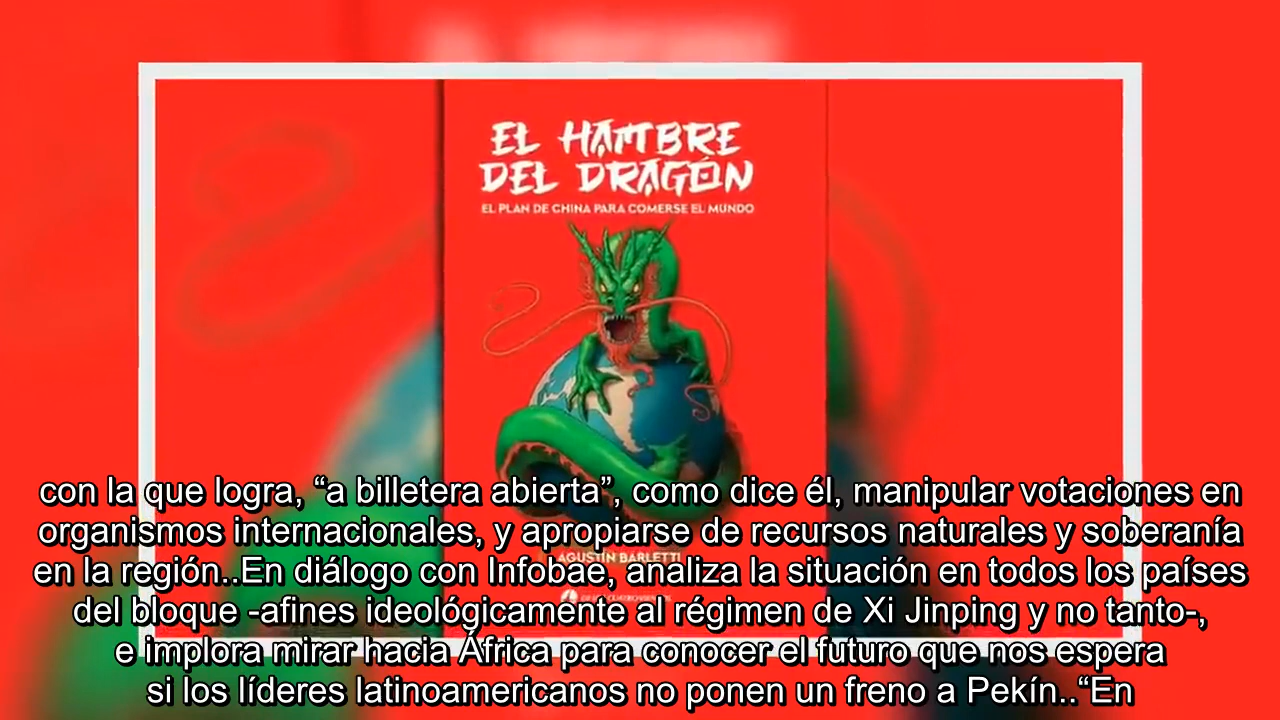 EL HAMBRE
DEL DRAGÓN
EL PLAN DE CHINA PARA COMERSE EL MUNDO
con la que logra, “a billetera abierta”, como dice él, manipular votaciones en
organismos internacionales, y apropiarse de recursos naturales y soberanía
AGUSTÍN BARLETTI
en la región..En diálogo con Infobae, analiza la situación en todos los países
del bloque -afines ideológicamente al régimen de Xi Jinping y no tanto-,
e implora mirar hacia África para conocer el futuro que nos espera
si los líderes latinoamericanos no ponen un freno a Pekín..“En